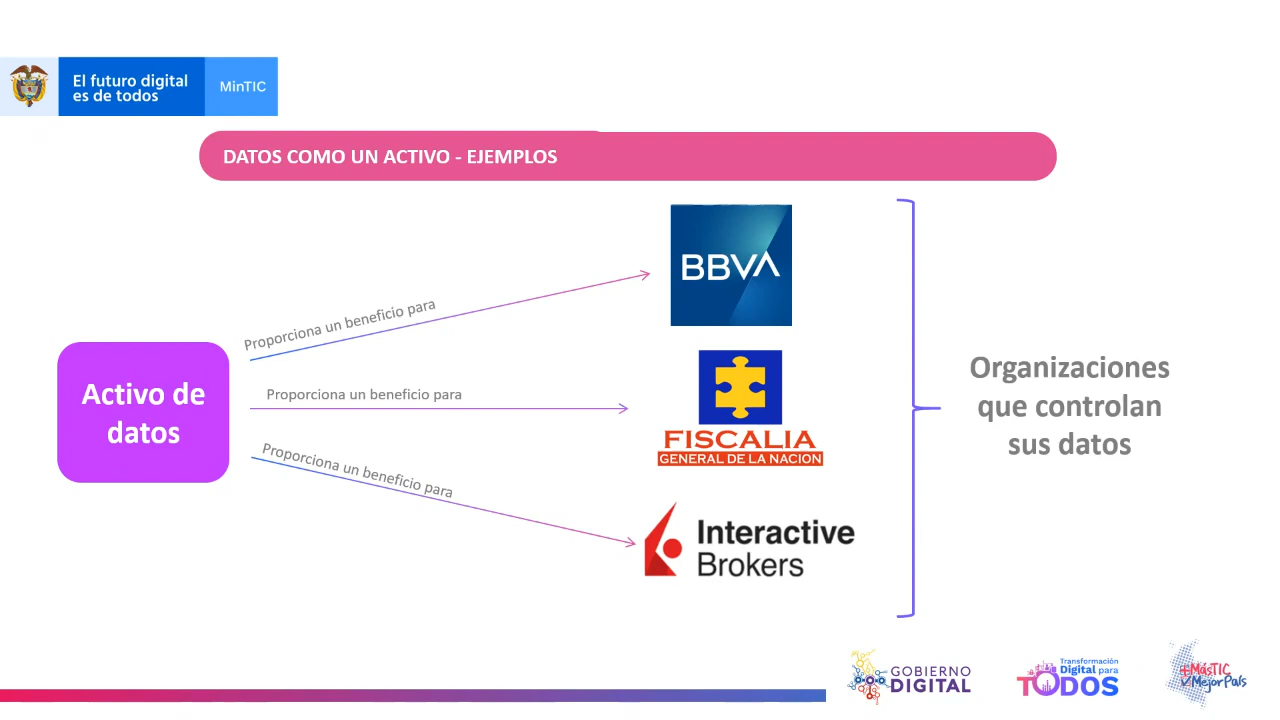 El futuro digital
es de todos
MinTIC
DATOS COMO UN ACTIVO - EJEMPLOS
BBVA
Proporciona un beneficio para
Activo de
datos
Proporciona un beneficio para
FISCALIA
GENERAL DE LA NACION
Proporciona un beneficio para
Interactive
Brokers
Organizaciones
que controlan
sus datos
GOBIERNO
DIGITAL
Transformación
Digital para
TODOS
+MásTIC
MejorPaís